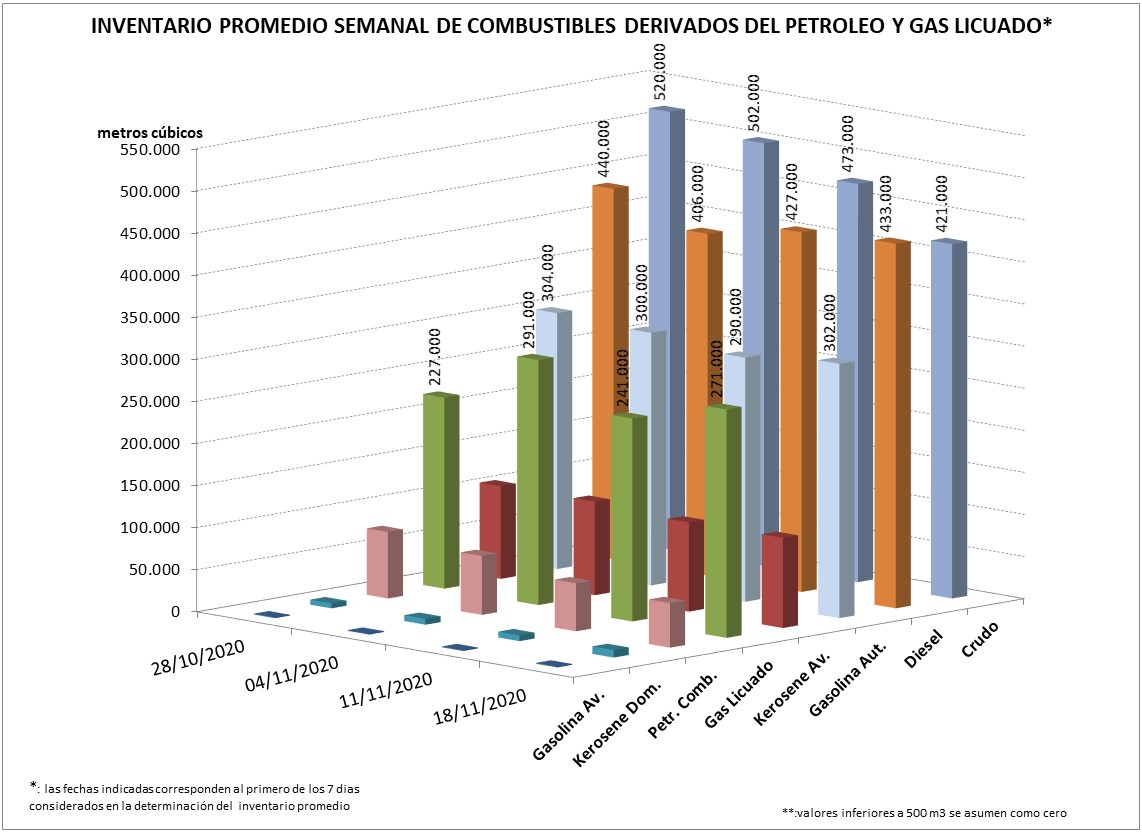 INVENTARIO PROMEDIO SEMANAL DE COMBUSTIBLES DERIVADOS DEL PETROLEO Y GAS LICUADO*
metros cúbicos
550.000
500.000
450.000
400.000
350.000
300.000
250.000
200.000
150.000
100.000
50.000
0
520.000
502.000
473.000
421.000
440.000
406.000
427.000
433.000
304.000
300.000
290.000
302.000
227.000
291.000
241.000
271.000
28/10/2020
04/11/2020
11/11/2020
18/11/2020
Gasolina Av.
Kerosene Dom.
Petr. Comb.
Gas Licuado
Kerosene Av.
Gasolina Aut.
Diesel
Crudo
*: las fechas indicadas corresponden al primero de los 7 dias
considerados en la determinación del inventario promedio
**:valores inferiores a 500 m3 se asumen como cero